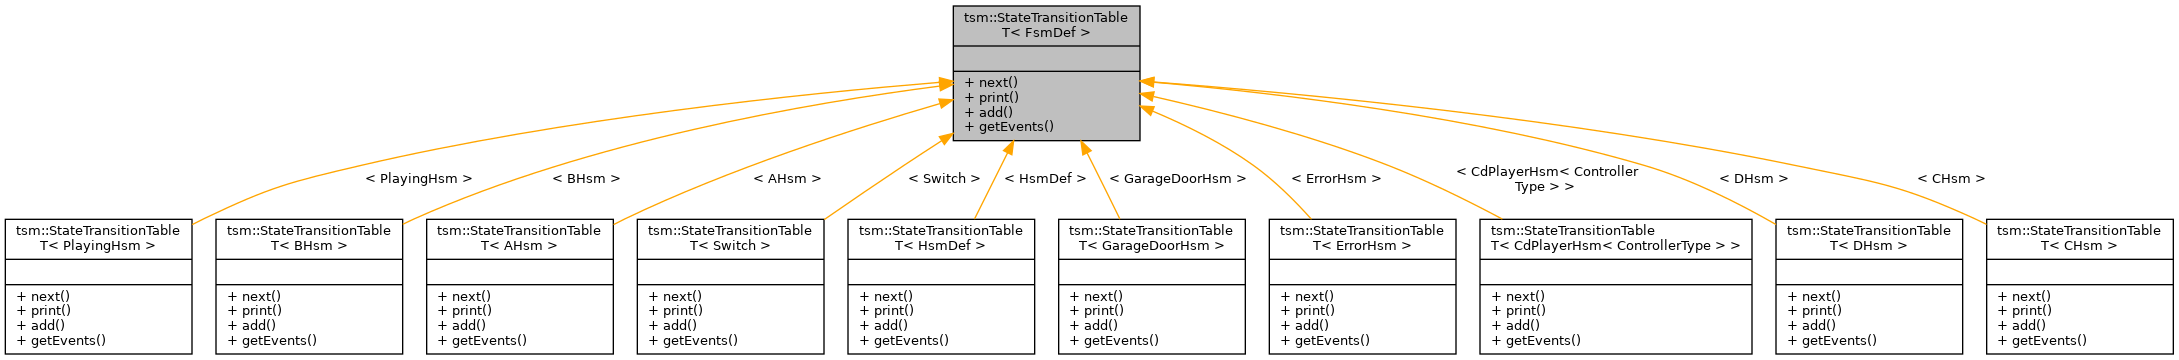 tsm::StateTransitionTable
T< FsmDef >
+ next()
+ print()
+ add()
+ getEvents()
< PlayingHsm >
< BHsm >
< AHsm >
< Switch >
< HsmDef >
< GarageDoorHsm >
< ErrorHsm >
< CdPlayerHsm< Controller
Type > >
< DHsm >
< CHsm >
tsm::StateTransitionTable
T< PlayingHsm >
+ next()
+ print()
+ add()
+ getEvents()
tsm::StateTransitionTable
T< BHsm >
+ next()
+ print()
+ add()
+ getEvents()
tsm::StateTransitionTable
T< AHsm >
+ next()
+ print()
+ add()
+ getEvents()
tsm::StateTransitionTable
T< Switch >
+ next()
+ print()
+ add()
+ getEvents()
tsm::StateTransitionTable
T< HsmDef >
+ next()
+ print()
+ add()
+ getEvents()
tsm::StateTransitionTable
T< GarageDoorHsm >
+ next()
+ print()
+ add()
+ getEvents()
tsm::StateTransitionTable
T< ErrorHsm >
+ next()
+ print()
+ add()
+ getEvents()
tsm::StateTransitionTable
T< CdPlayerHsm< ControllerType > >
+ next()
+ print()
+ add()
+ getEvents()
tsm::StateTransitionTable
T< DHsm >
+ next()
+ print()
+ add()
+ getEvents()
tsm::StateTransitionTable
T< CHsm >
+ next()
+ print()
+ add()
+ getEvents()